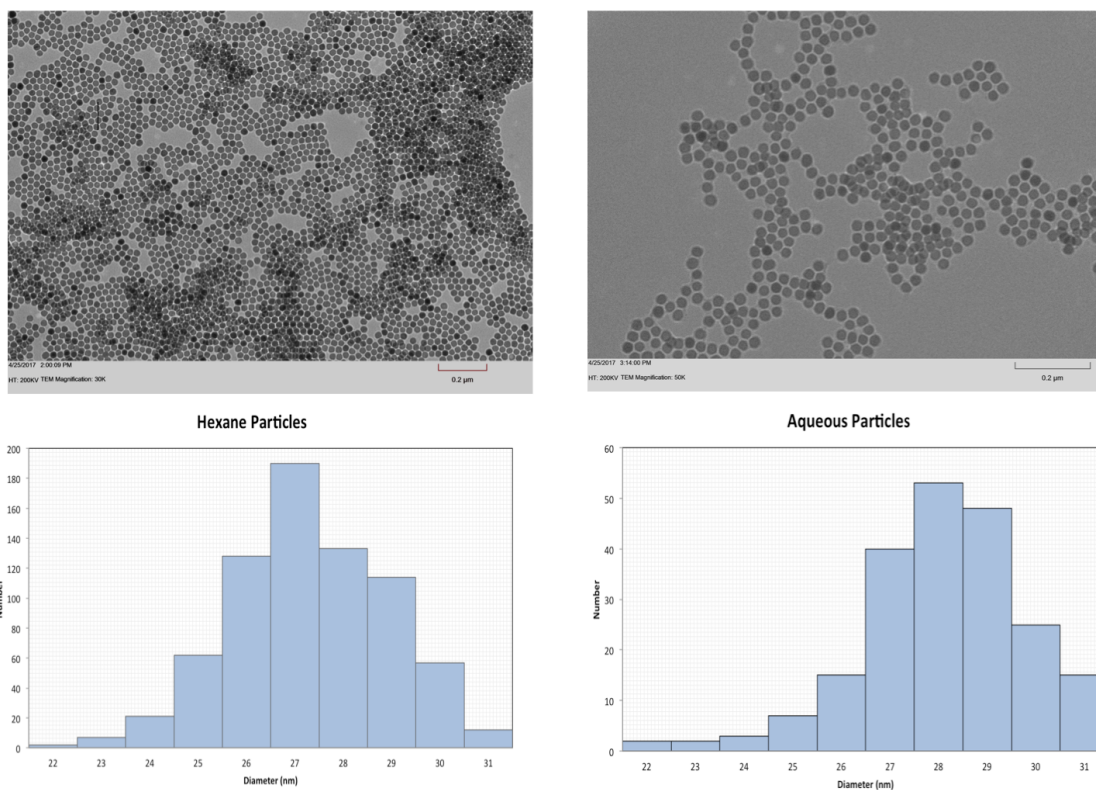 4/25/2017 2:00:09 PM
HT: 200KV TEM Magnification: 30K
0.2 µm
4/25/2017 3:14:00 PM
HT: 200KV TEM Magnification: 50K
0.2 µm
Hexane Particles
200
180
160
140
120
100
80
60
40
20
0
Number
22 23 24 25 26 27 28 29 30 31
Diameter (nm)
Aqueous Particles
60
50
40
30
20
10
0
Number
22 23 24 25 26 27 28 29 30 31
Diameter (nm)